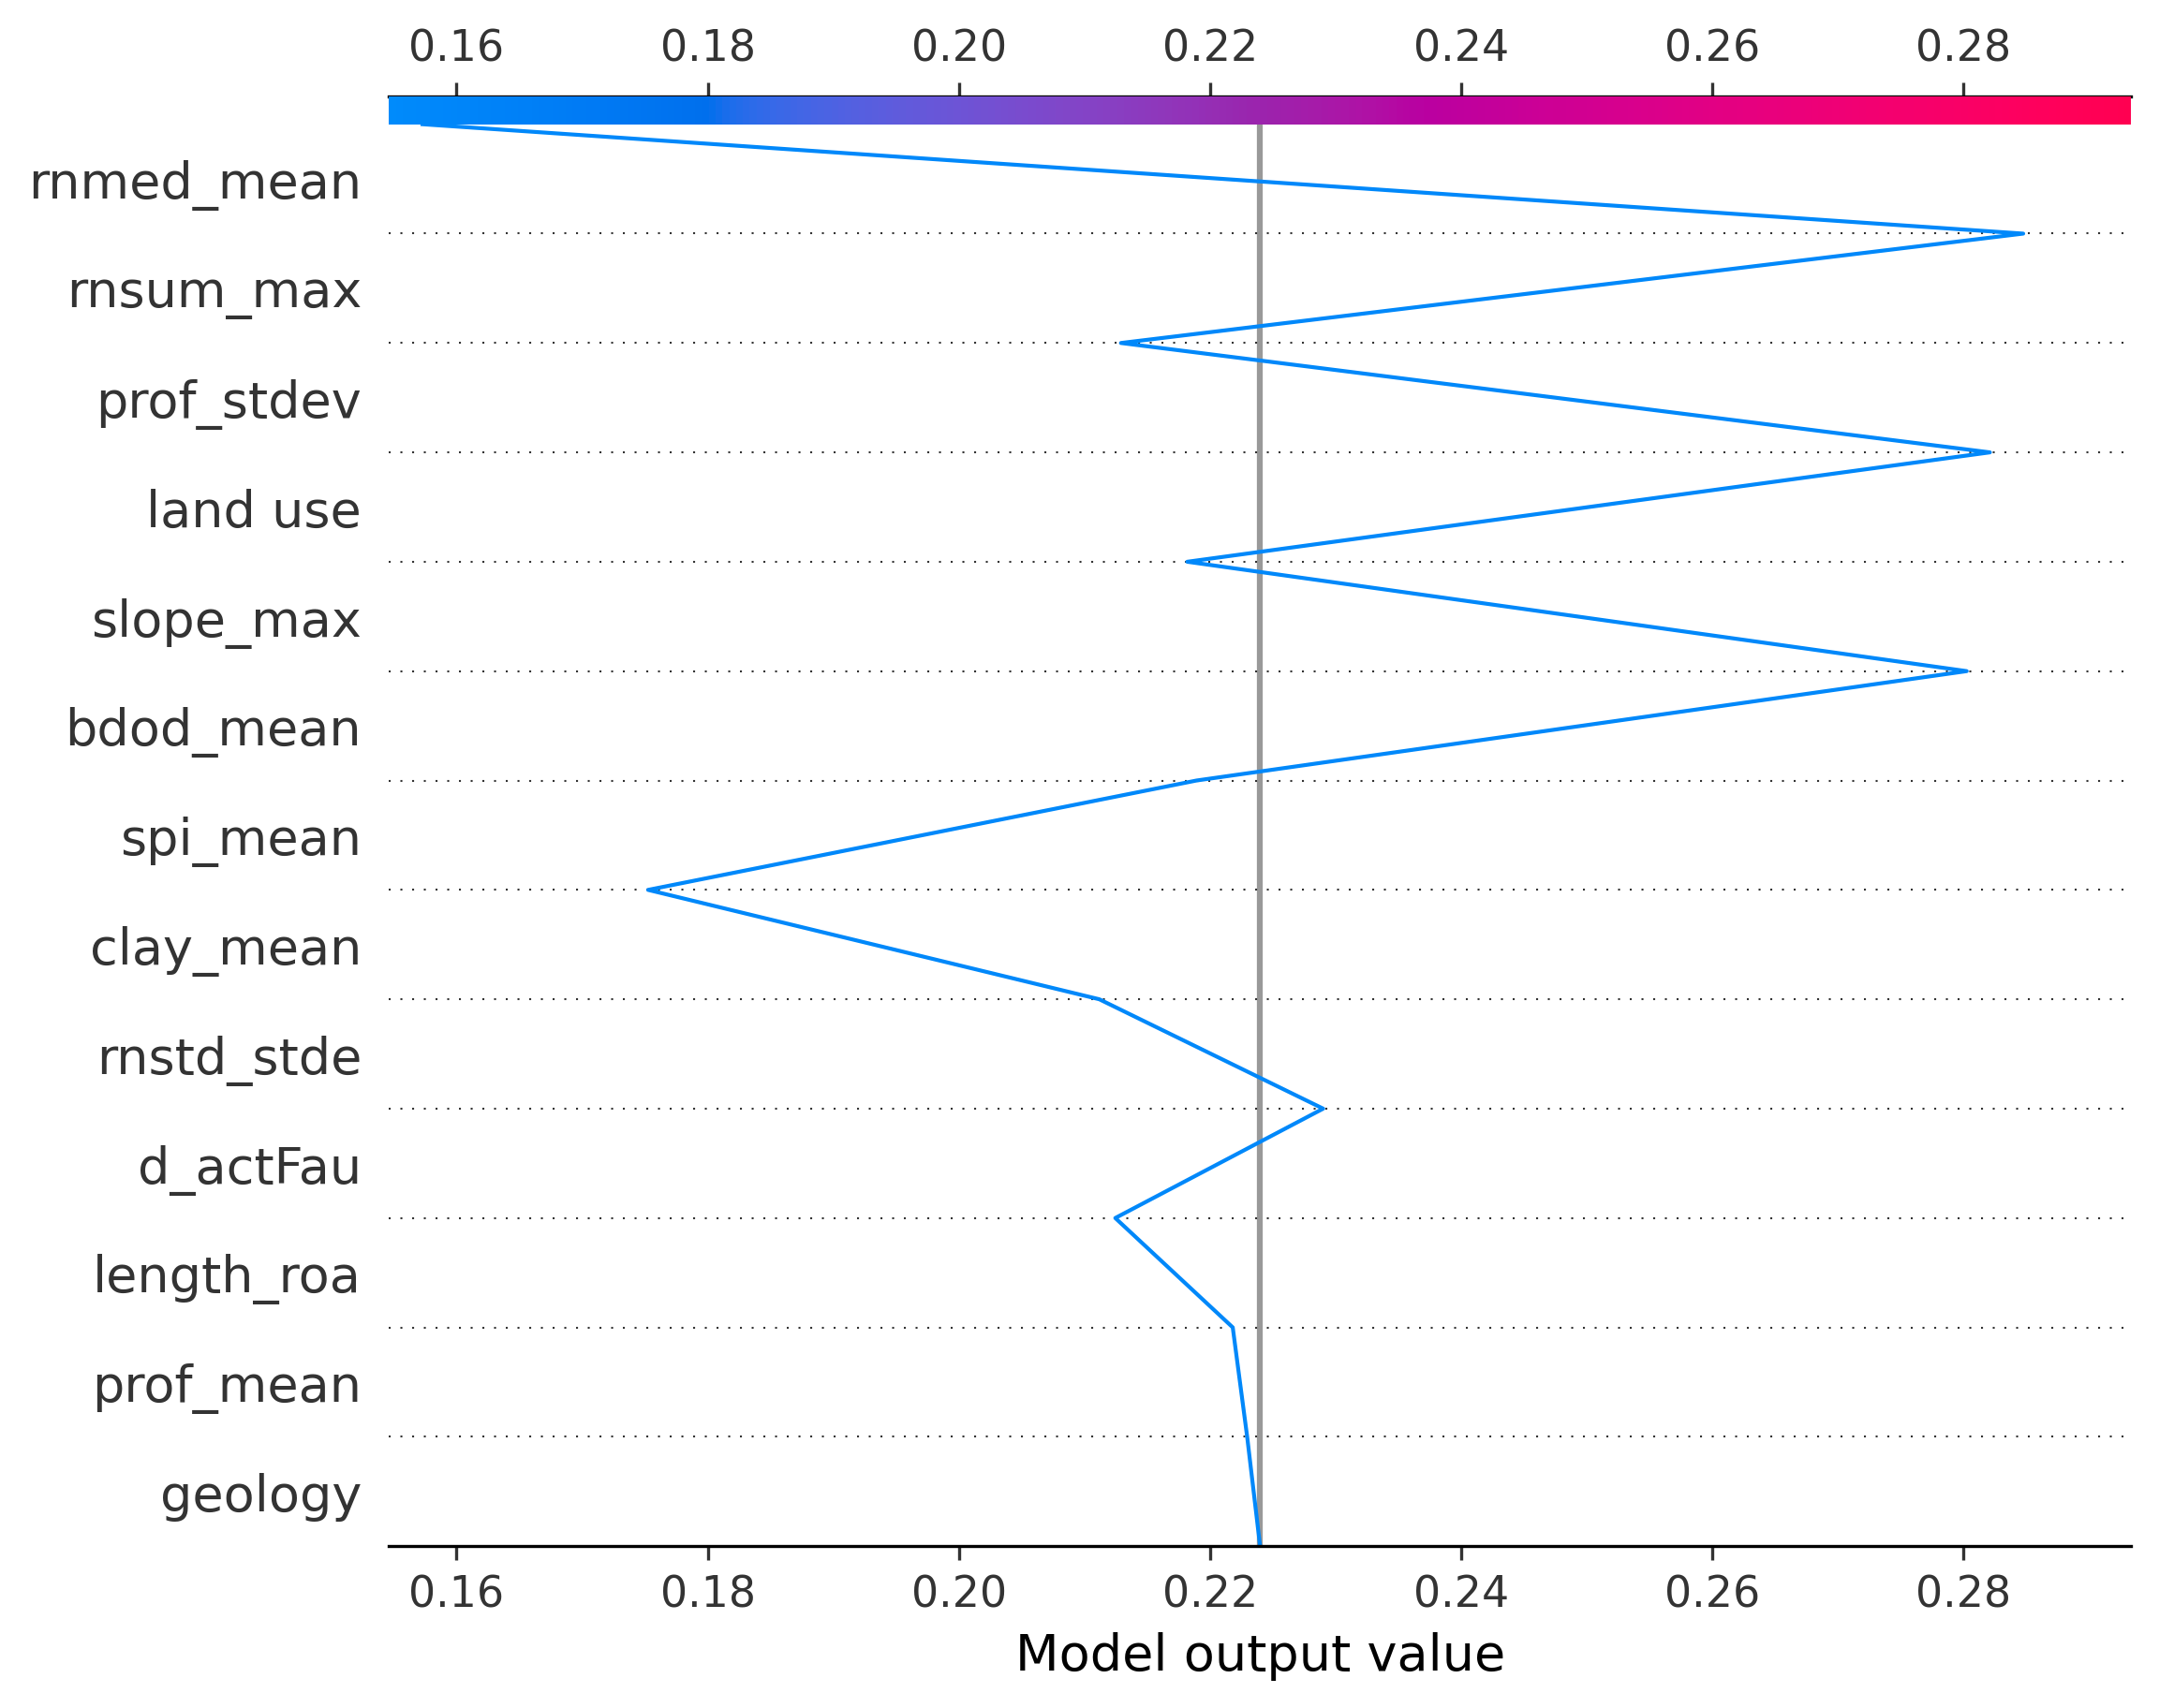 0.16 0.18 0.20 0.22 0.24 0.26 0.28
rnmed_mean
rnsum_max
prof_stdev
land use
slope_max
bdod_mean
spi_mean
clay_mean
rnstd_stde
d_actFau
length_roa
prof_mean
geology
0.16 0.18 0.20 0.22 0.24 0.26 0.28
Model output value